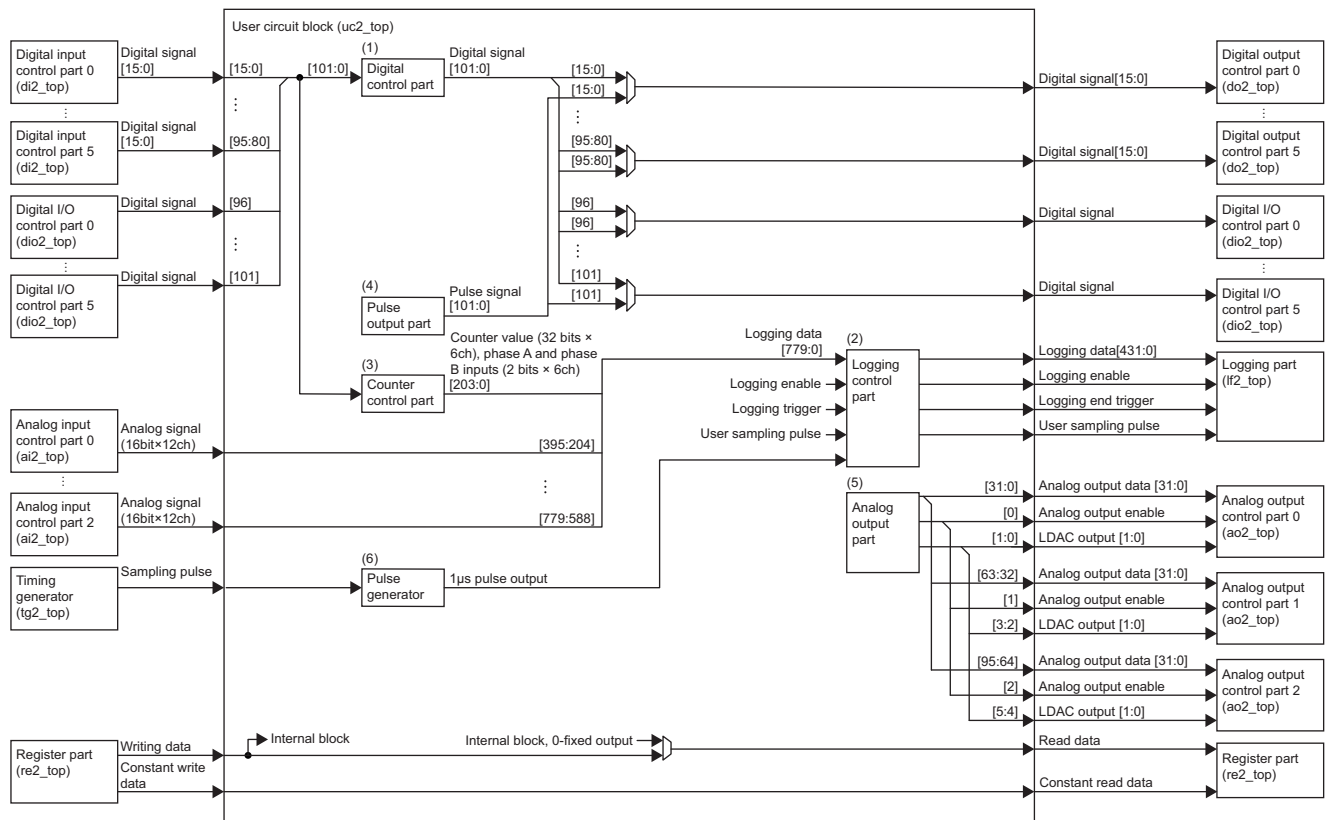 User circuit block (uc2_top)
Digital input
control part 0
(di2_top)
Digital signal
[15:0]
[15:0]
[101:0]
(1)
Digital
control part
Digital signal
[101:0]
[15:0]
[15:0]
Digital signal[15:0]
Digital output
control part 0
(do2_top)
⋮
⋮
⋮
⋮
Digital input
control part 5
(di2_top)
Digital signal
[15:0]
[95:80]
[95:80]
[95:80]
Digital signal[15:0]
Digital output
control part 5
(do2_top)
Digital I/O
control part 0
(dio2_top)
Digital signal
[96]
[96]
[96]
Digital signal
Digital I/O
control part 0
(dio2_top)
⋮
⋮
⋮
⋮
Digital I/O
control part 5
(dio2_top)
Digital signal
[101]
[101]
[101]
Digital signal
Digital I/O
control part 5
(dio2_top)
(4)
Pulse
output part
Pulse signal
[101:0]
(3)
Counter
control part
Counter value (32 bits ×
6ch), phase A and phase
B inputs (2 bits × 6ch)
[203:0]
Logging data
[779:0]
Logging enable
Logging trigger
User sampling pulse
(2)
Logging
control
part
Logging data[431:0]
Logging enable
Logging end trigger
User sampling pulse
Logging part
(lf2_top)
Analog input
control part 0
(ai2_top)
Analog signal
(16bit×12ch)
[395:204]
⋮
⋮
Analog input
control part 2
(ai2_top)
Analog signal
(16bit×12ch)
[779:588]
(5)
Analog
output
part
[31:0]
Analog output data [31:0]
[0]
Analog output enable
[1:0]
LDAC output [1:0]
Analog output
control part 0
(ao2_top)
Timing
generator
(tg2_top)
Sampling pulse
(6)
Pulse
generator
1μs pulse output
[63:32]
Analog output data [31:0]
[1]
Analog output enable
[3:2]
LDAC output [1:0]
Analog output
control part 1
(ao2_top)
[95:64]
Analog output data [31:0]
[2]
Analog output enable
[5:4]
LDAC output [1:0]
Analog output
control part 2
(ao2_top)
Register part
(re2_top)
Writing data
Constant write
data
Internal block
Internal block, 0-fixed output
Read data
Constant read data
Register part
(re2_top)